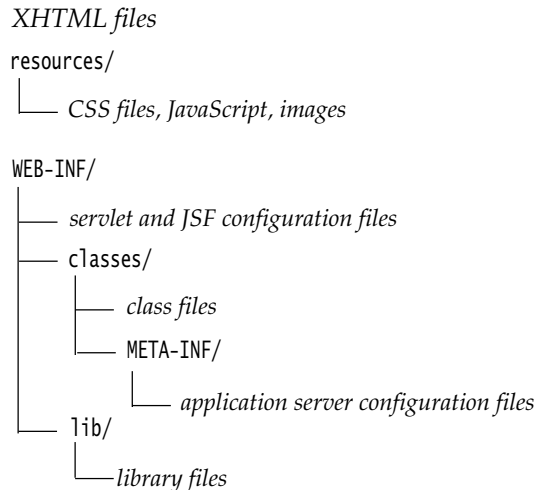 XHTML files
resources/
CSS files, JavaScript, images
WEB-INF/
servlet and JSF configuration files
classes/
class files
META-INF/
application server configuration files
lib/
library files